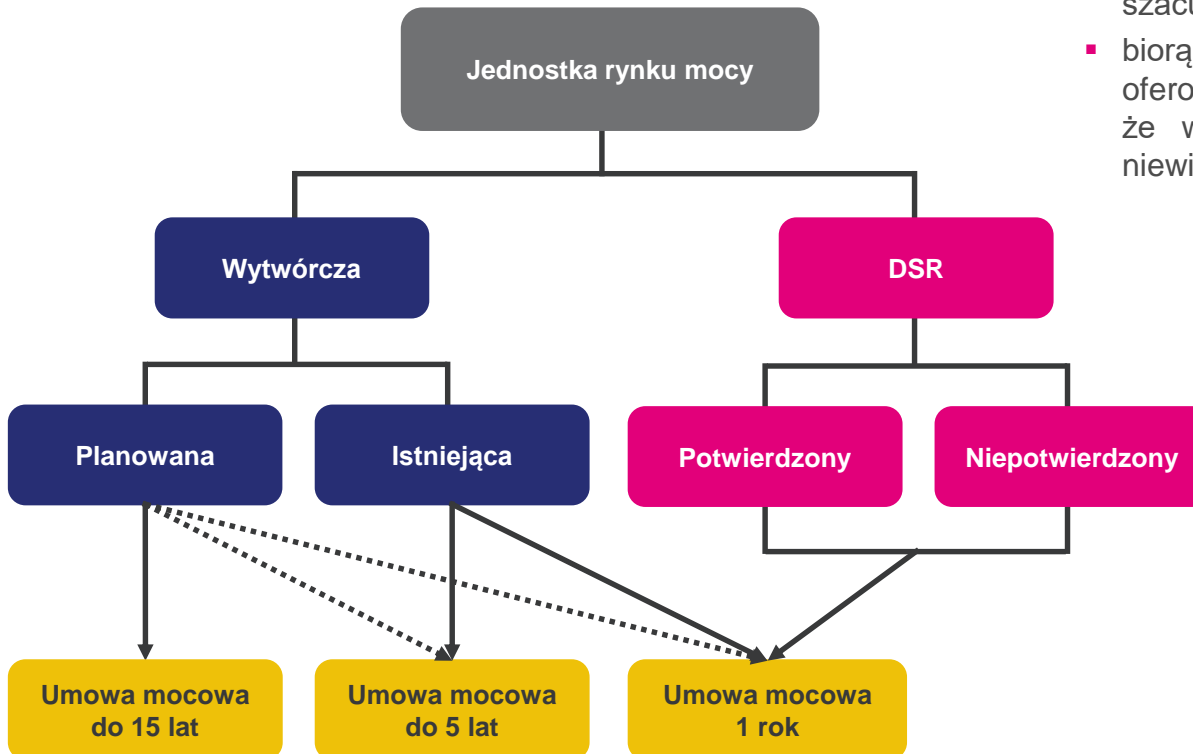 Jednostka rynku mocy
biorą
ofero
że w
niewi
Wytwórcza
DSR
Planowana
Istniejąca
Potwierdzony
Niepotwierdzony
Umowa mocowa
do 15 lat
Umowa mocowa
do 5 lat
Umowa mocowa
1 rok